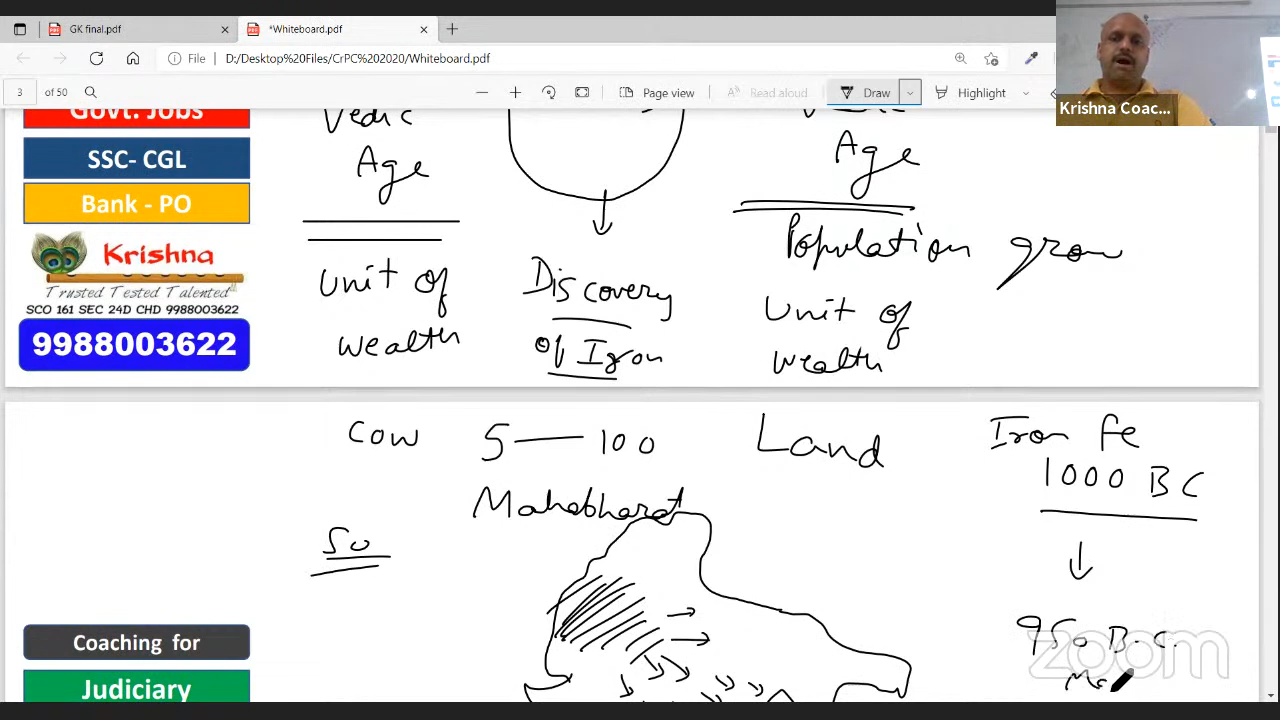 GK final.pdf
*Whiteboard.pdf
File
D:/Desktop%20Files/CrPC%202020/Whiteboard.pdf
3
of 50
Page view
Read aloud
Draw
Highlight
Krishna Coac...
Govt. Jobs
SSC- CGL
Bank - PO
Krishna
Trusted Tested Talented
SCO 161 SEC 24D CHD 9988003622
9988003622
Vedic
Age
Unit of
wealth
Discovery
of Iron
Vedic
Age
Population grow
Unit of
wealth
Cow
5 — 100
Land
Iron Fe
1000 BC
Mahabharat
So
950 B.C.
zoom
Coaching for
Judiciary